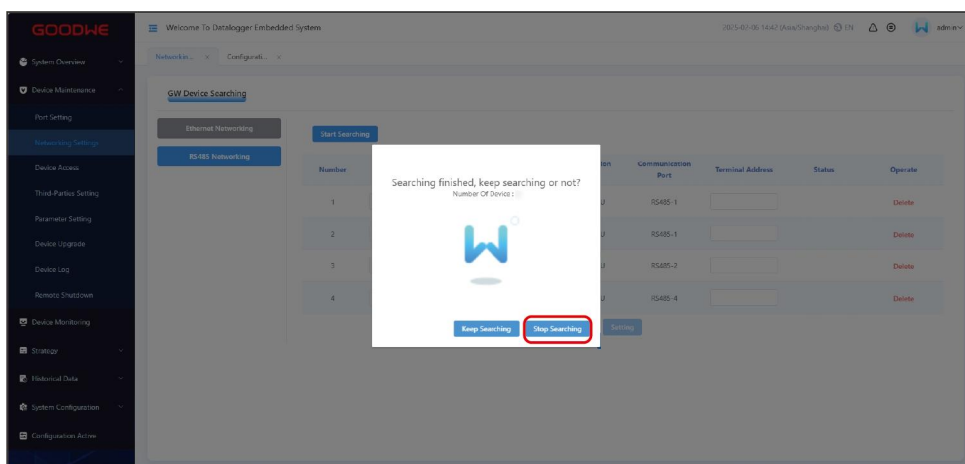 GOODWE
Welcome To Datalogger Embedded System
2025-02-05 14:47 (Asia/Shanghai) EN
admin
System Overview
Device Maintenance
Port Setting
Networking Settings
Device Access
Third-Parties Setting
Parameter Setting
Device Upgrade
Device Log
Remote Shutdown
Device Monitoring
Strategy
Historical Data
System Configuration
Configuration Active
Networkin... ×
Configurati... ×
GW Device Searching
Ethernet Networking
RS485 Networking
Start Searching
Number
Communication Port
Terminal Address
Status
Operate
1 RS485-1 Delete
2 RS485-1 Delete
3 RS485-2 Delete
4 RS485-4 Delete
Searching finished, keep searching or not?
Number Of Device :
Keep Searching
Stop Searching
Setting